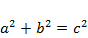 a² + b² = c²